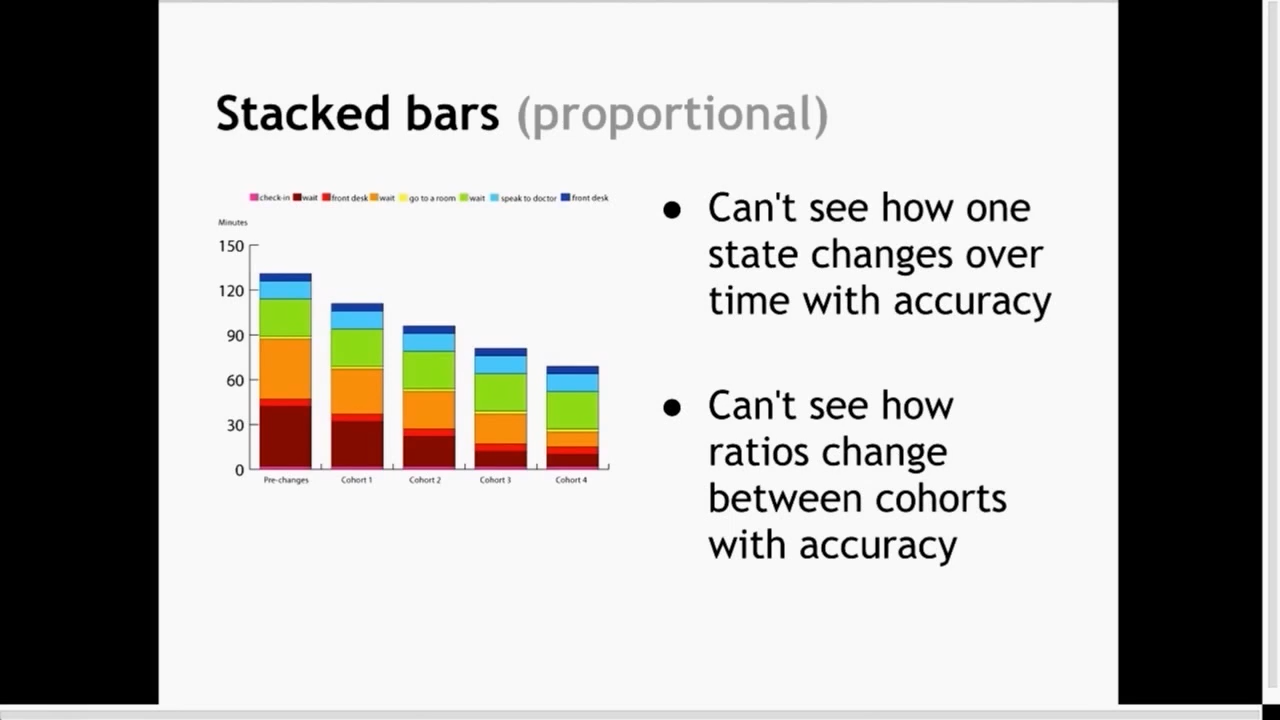 Stacked bars (proportional)
check-in wait front desk wait go to a room wait speak to doctor front desk
Minutes
150
120
90
60
30
0
Pre-changes Cohort 1 Cohort 2 Cohort 3 Cohort 4
● Can't see how one
state changes over
time with accuracy
● Can't see how
ratios change
between cohorts
with accuracy